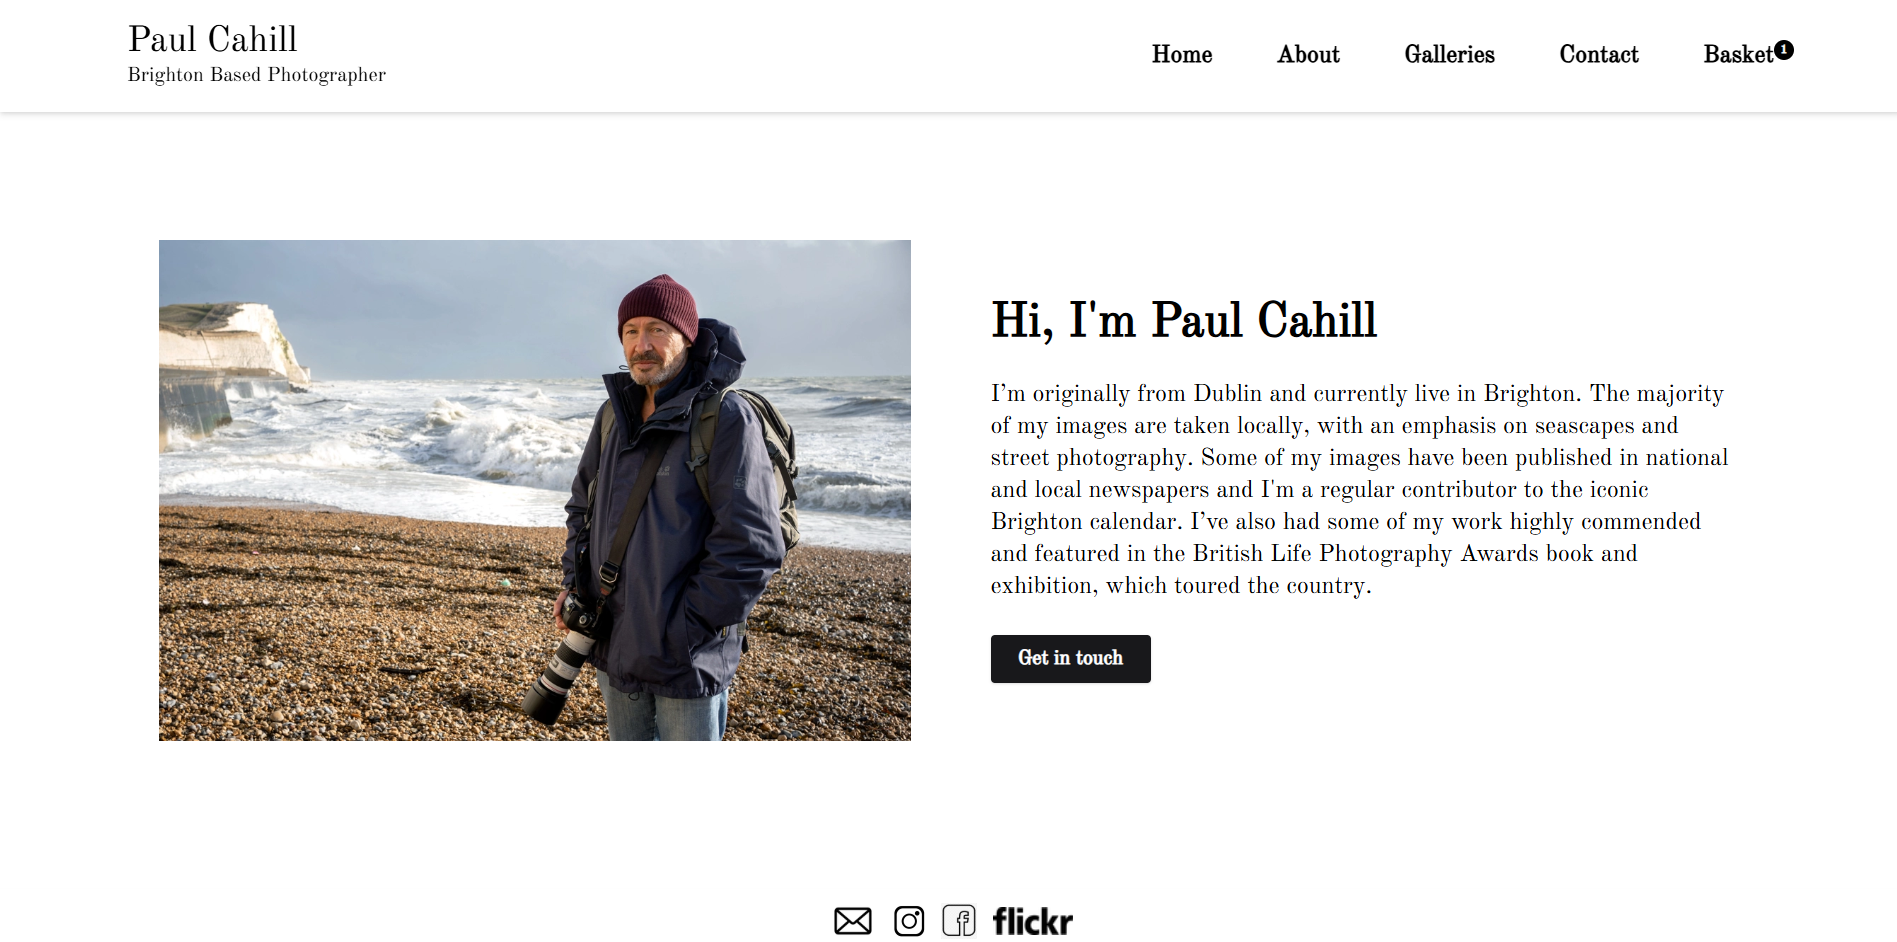 Paul Cahill
Brighton Based Photographer
Home
About
Galleries
Contact
Basket
1
Hi, I'm Paul Cahill
I’m originally from Dublin and currently live in Brighton. The majority
of my images are taken locally, with an emphasis on seascapes and
street photography. Some of my images have been published in national
and local newspapers and I'm a regular contributor to the iconic
Brighton calendar. I’ve also had some of my work highly commended
and featured in the British Life Photography Awards book and
exhibition, which toured the country.
Get in touch
flickr